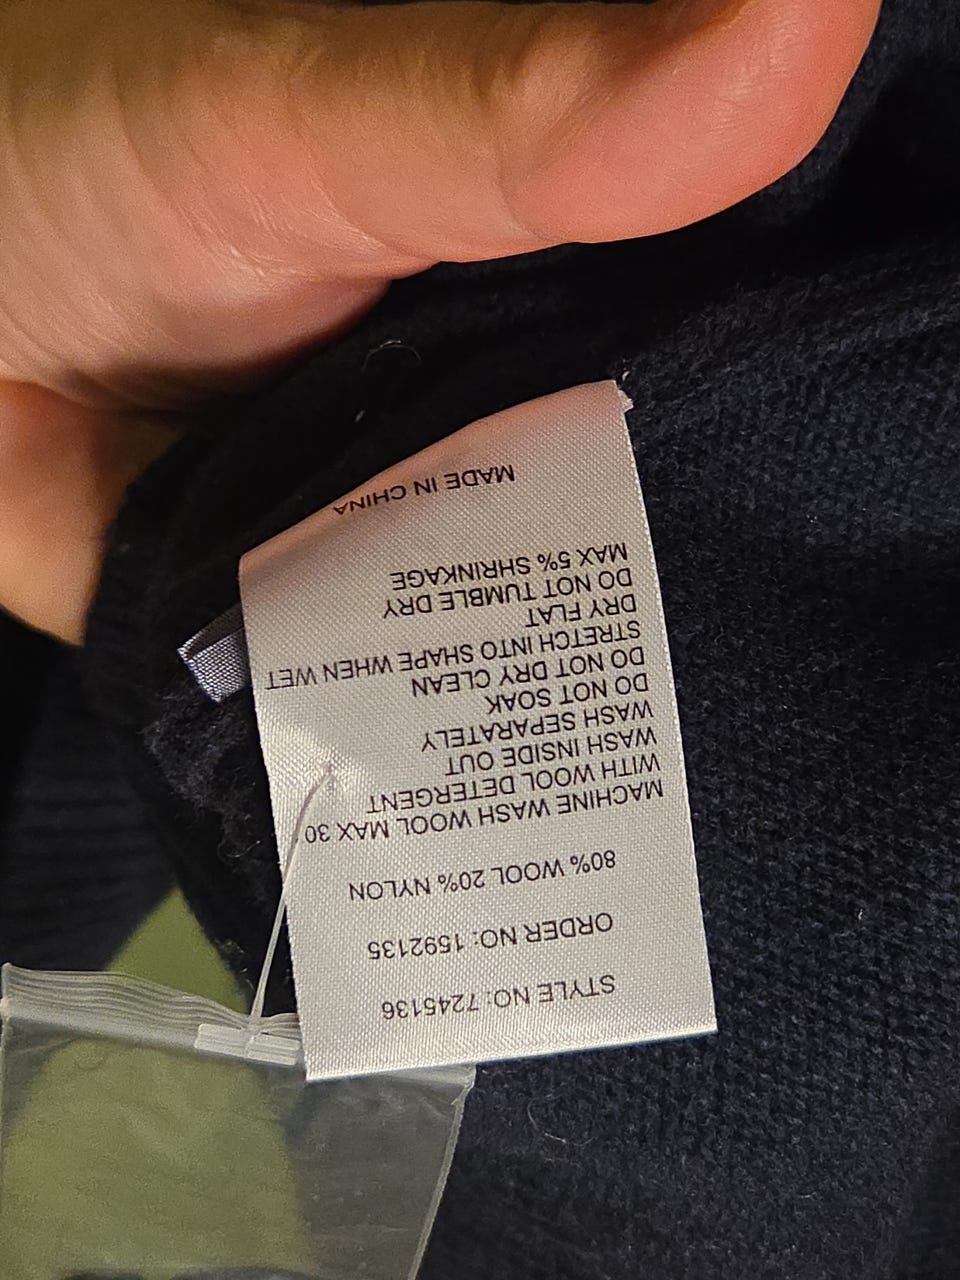 STYLE NO: 7245136
ORDER NO: 1592135
80% WOOL 20% NYLON
MACHINE WASH WOOL MAX 30
WITH WOOL DETERGENT
WASH INSIDE OUT
WASH SEPARATELY
DO NOT SOAK
DO NOT DRY CLEAN
STRETCH INTO SHAPE WHEN WET
DRY FLAT
DO NOT TUMBLE DRY
MAX 5% SHRINKAGE
MADE IN CHINA